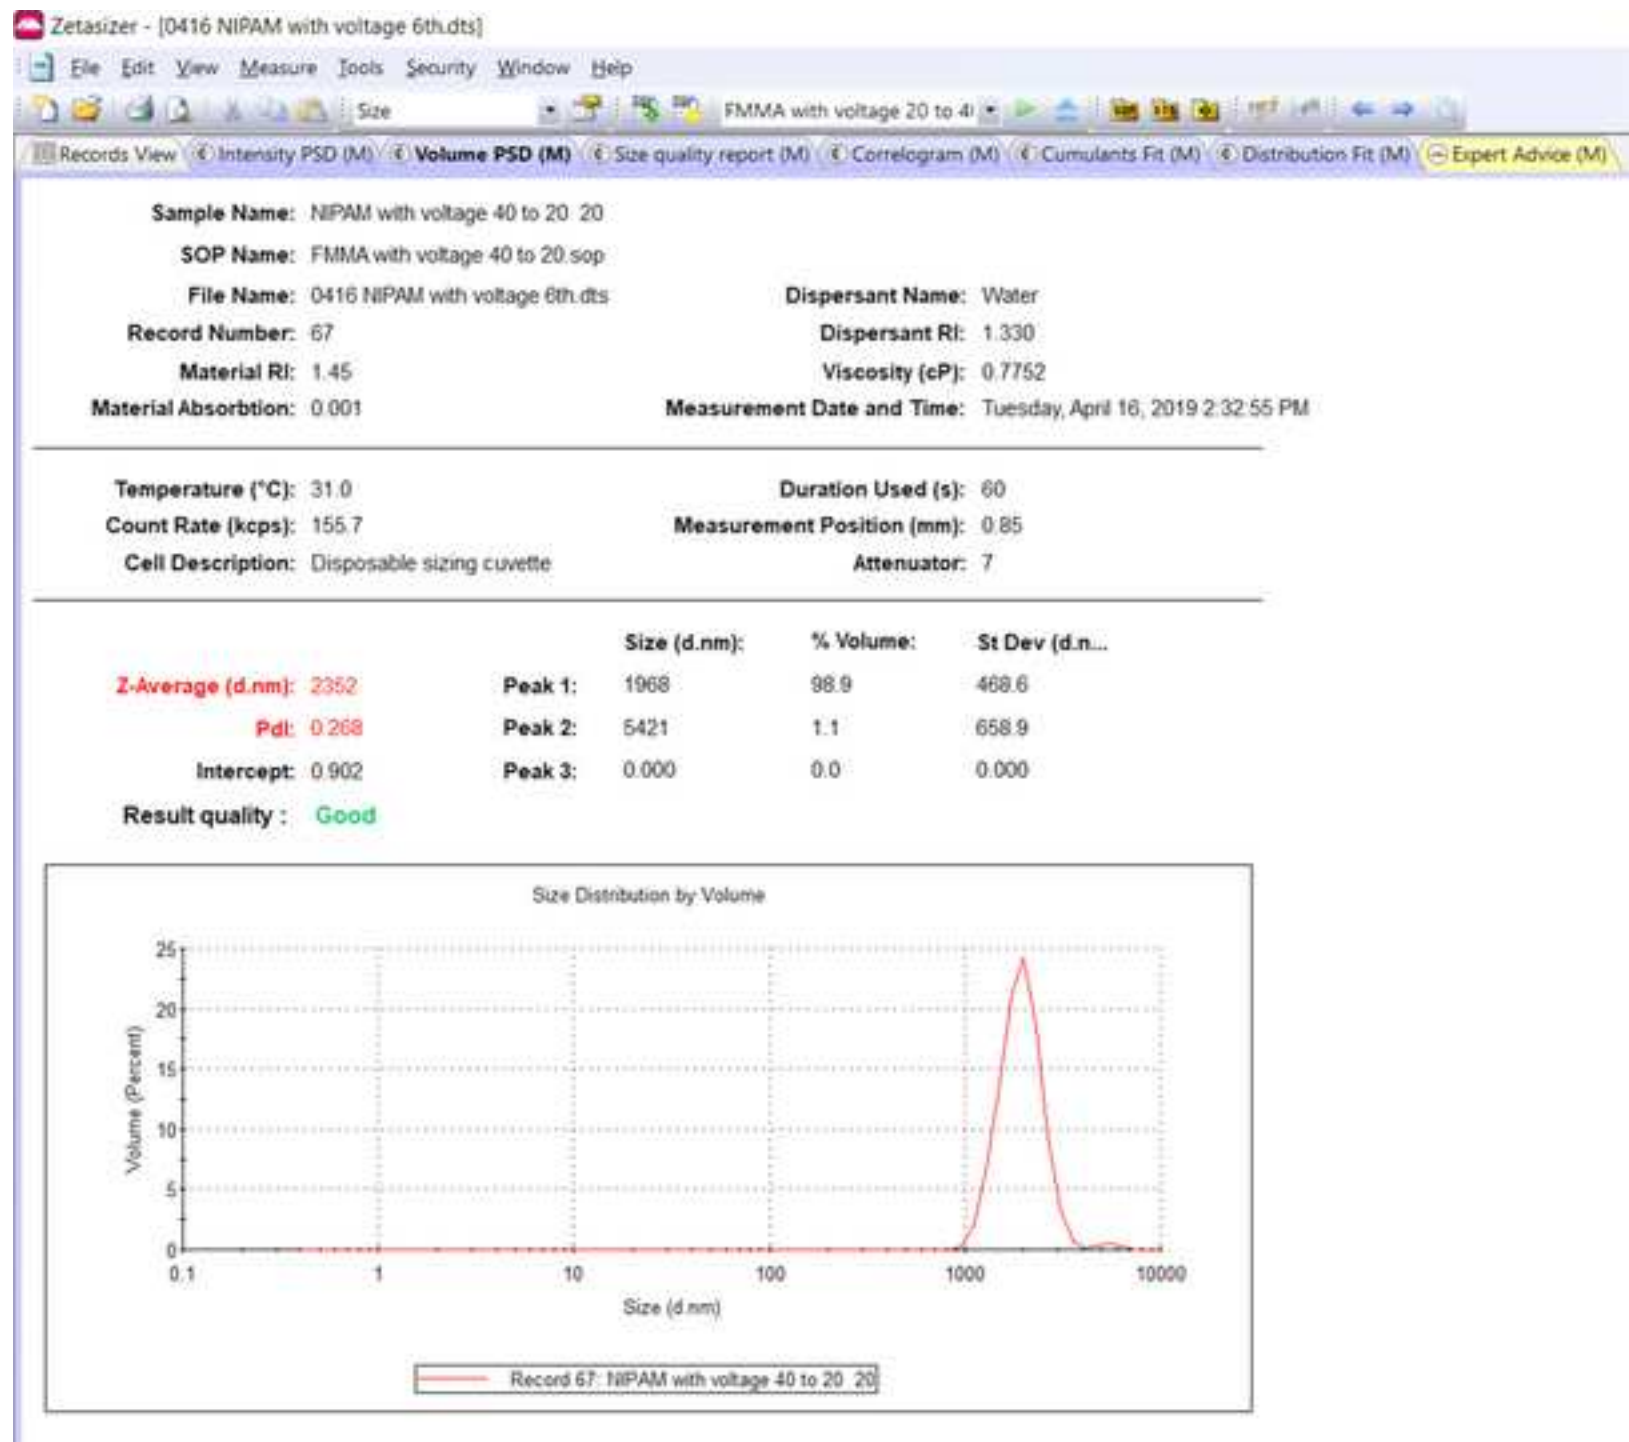 Zetasizer - [0416 NIPAM with voltage 6th.dts]
File Edit View Measure Tools Security Window Help
Size FMMA with voltage 20 to 4
Records View Intensity PSD (M) Volume PSD (M) Size quality report (M) Correlogram (M) Cumulants Fit (M) Distribution Fit (M) Expert Advice (M)
Sample Name: NIPAM with voltage 40 to 20 20
SOP Name: FMMA with voltage 40 to 20.sop
File Name: 0416 NIPAM with voltage 6th.dts Dispersant Name: Water
Record Number: 67 Dispersant RI: 1.330
Material RI: 1.45 Viscosity (cP): 0.7752
Material Absorbtion: 0.001 Measurement Date and Time: Tuesday, April 16, 2019 2:32:55 PM
Temperature (°C): 31.0 Duration Used (s): 60
Count Rate (kcps): 155.7 Measurement Position (mm): 0.85
Cell Description: Disposable sizing cuvette Attenuator: 7
Size (d.nm): % Volume: St Dev (d.n...
Z-Average (d.nm): 2352 Peak 1: 1968 98.9 468.6
PdI: 0.268 Peak 2: 5421 1.1 658.9
Intercept: 0.902 Peak 3: 0.000 0.0 0.000
Result quality : Good
Size Distribution by Volume
25
20
15
10
5
0
Volume (Percent)
0.1 1 10 100 1000 10000
Size (d.nm)
Record 67: NIPAM with voltage 40 to 20 20